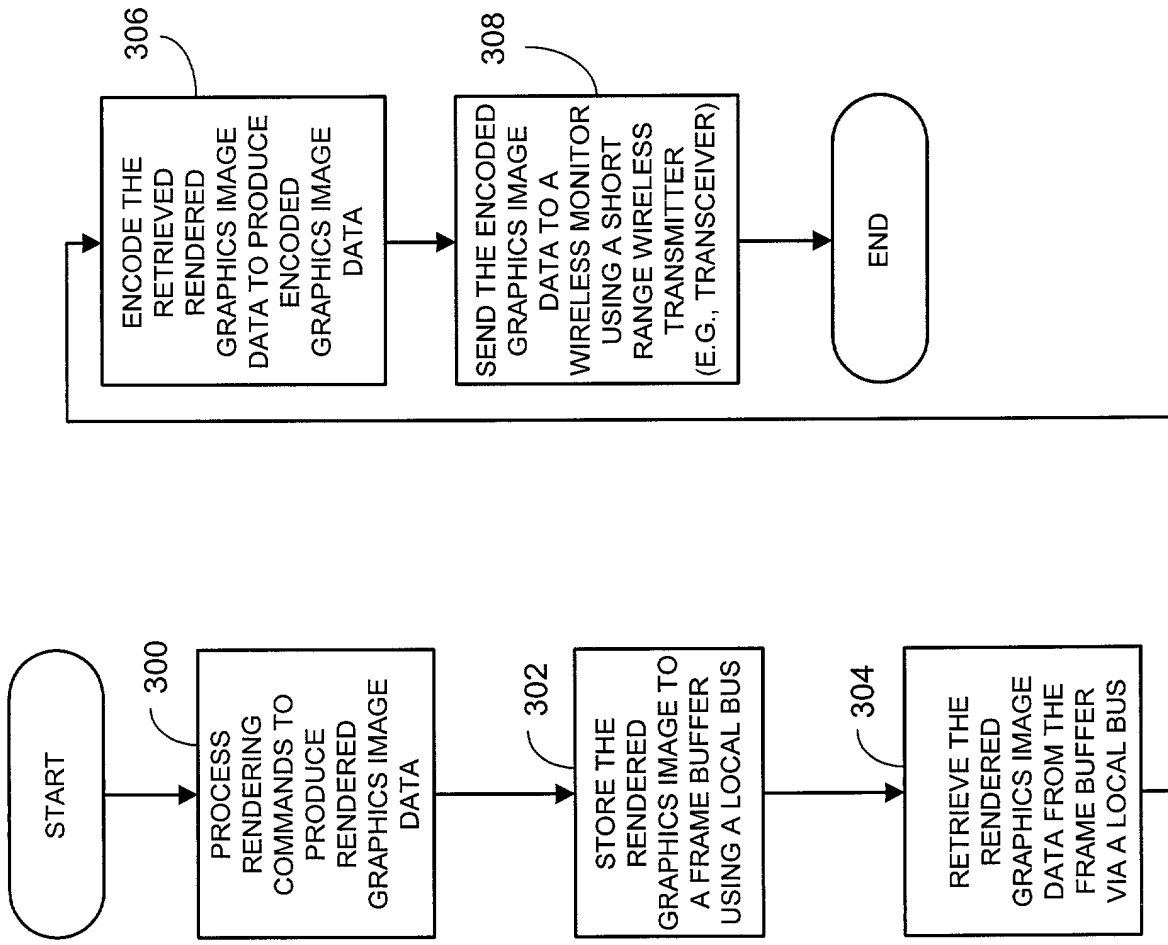 START
300
PROCESS
RENDERING
COMMANDS TO
PRODUCE
RENDERED
GRAPHICS IMAGE
DATA
302
STORE THE
RENDERED
GRAPHICS IMAGE TO
A FRAME BUFFER
USING A LOCAL BUS
304
RETRIEVE THE
RENDERED
GRAPHICS IMAGE
DATA FROM THE
FRAME BUFFER
VIA A LOCAL BUS
306
ENCODE THE
RETRIEVED
RENDERED
GRAPHICS IMAGE
DATA TO PRODUCE
ENCODED
GRAPHICS IMAGE
DATA
308
SEND THE ENCODED
GRAPHICS IMAGE
DATA TO A
WIRELESS MONITOR
USING A SHORT
RANGE WIRELESS
TRANSMITTER
(E.G., TRANSCEIVER)
END